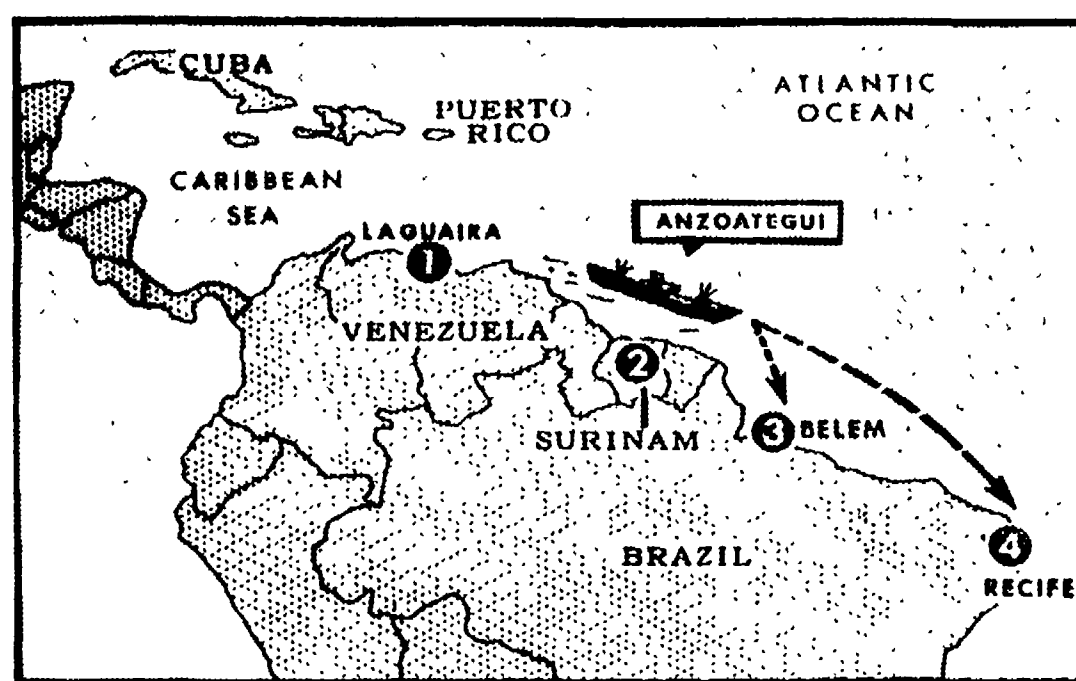 CUBA
ATLANTIC
OCEAN
PUERTO
RICO
CARIBBEAN
SEA
LAGUAIRA
ANZOATEGUI
1
VENEZUELA
2
SURINAM
3 BELEM
BRAZIL
4
RECIFE